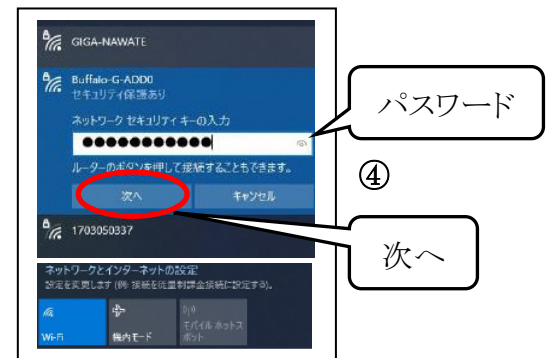 GIGA-NAWATE
Buffalo-G-ADD0
セキュリティ保護あり
ネットワーク セキュリティ キーの入力
●●●●●●●●●●●
ルーターのボタンを押して接続することもできます。
次へ
キャンセル
1703050337
ネットワークとインターネットの設定
設定を変更します (例: 接続を従量制課金接続に設定する)。
Wi-Fi
機内モード
モバイル ホットスポット
パスワード
④
次へ